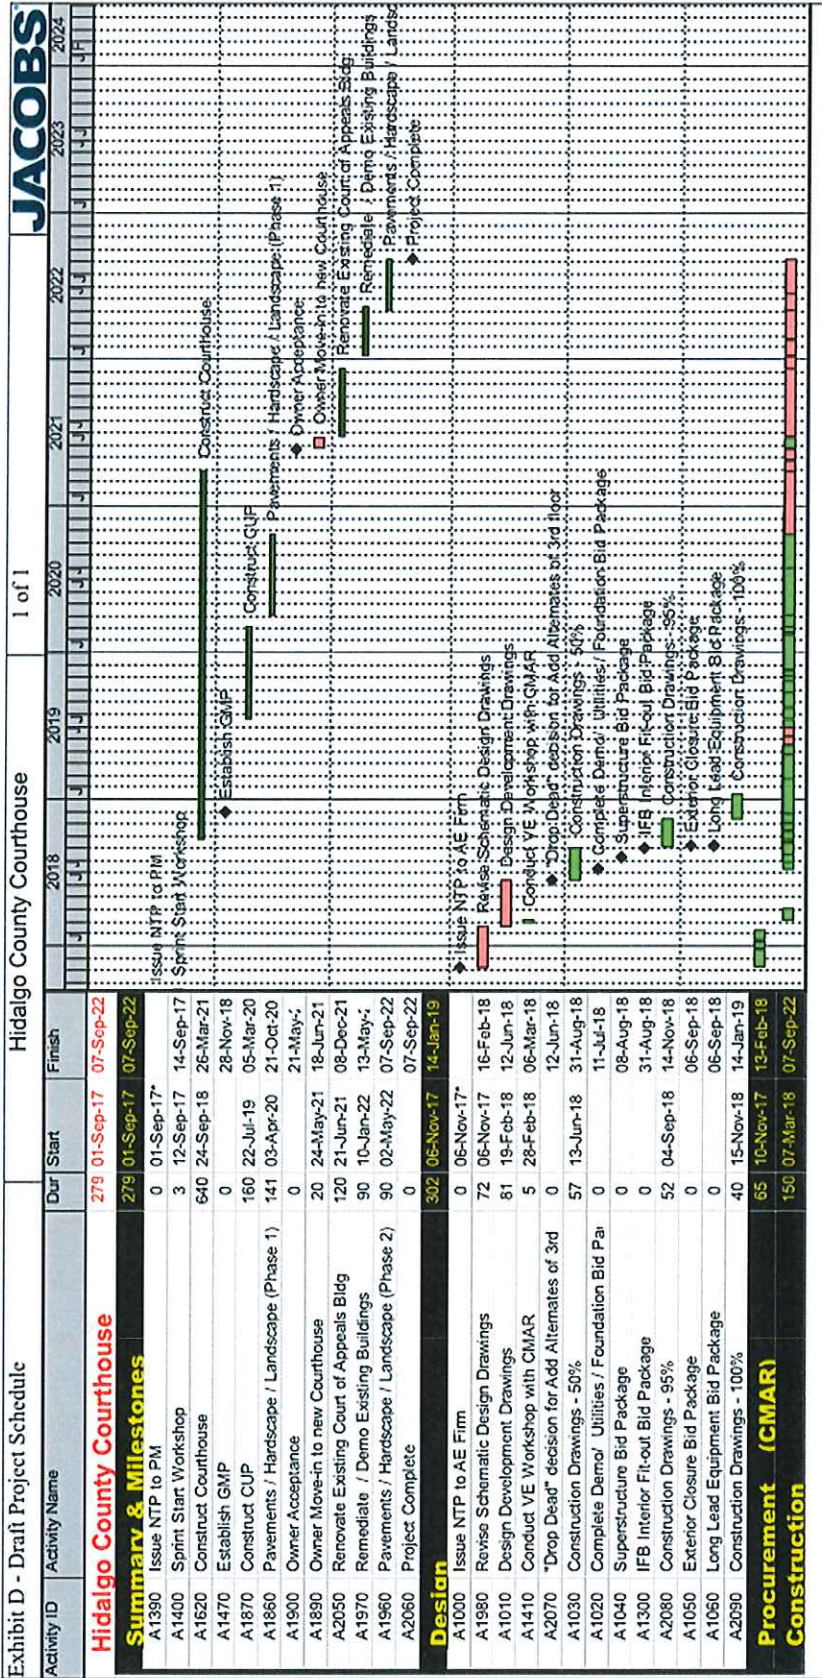 Exhibit D - Draft Project Schedule Hidalgo County Courthouse 1 of 1 JACOBS
Activity ID Activity Name Dur Start Finish 2018 2019 2020 2021 2022 2023 2024
Hidalgo County Courthouse 279 01-Sep-17 07-Sep-22
Summary & Milestones 279 01-Sep-17 07-Sep-22
A1390 Issue NTP to PM 0 01-Sep-17* Issue NTP to PM
A1400 Sprint Start Workshop 3 12-Sep-17 14-Sep-17 Sprint Start Workshop
A1620 Construct Courthouse 640 24-Sep-18 26-Mar-21 Construct Courthouse
A1470 Establish GMP 0 28-Nov-18 Establish GMP
A1870 Construct CUP 160 22-Jul-19 05-Mar-20 Construct CUP
A1860 Pavements / Hardscape / Landscape (Phase 1) 141 03-Apr-20 21-Oct-20 Pavements / Hardscape / Landscape (Phase 1)
A1900 Owner Acceptance 0 21-May-2 Owner Acceptance
A1890 Owner Move-in to new Courthouse 20 24-May-21 18-Jun-21 Owner Move-in to new Courthouse
A2050 Renovate Existing Court of Appeals Bldg 120 21-Jun-21 08-Dec-21 Renovate Existing Court of Appeals Bldg
A1970 Remediate / Demo Existing Buildings 90 10-Jan-22 13-May-2 Remediate / Demo Existing Buildings
A1960 Pavements / Hardscape / Landscape (Phase 2) 90 02-May-22 07-Sep-22 Pavements / Hardscape / Landsc
A2060 Project Complete 0 07-Sep-22 Project Complete
Design 302 06-Nov-17 14-Jan-19
A1000 Issue NTP to AE Firm 0 06-Nov-17* Issue NTP to AE Firm
A1980 Revise Schematic Design Drawings 72 06-Nov-17 16-Feb-18 Revise Schematic Design Drawings
A1010 Design Development Drawings 81 19-Feb-18 12-Jun-18 Design Development Drawings
A1410 Conduct VE Workshop with CMAR 5 28-Feb-18 06-Mar-18 Conduct VE Workshop with CMAR
A2070 "Drop Dead" decision for Add Alternates of 3rd 0 12-Jun-18 "Drop Dead" decision for Add Alternates of 3rd floor
A1030 Construction Drawings - 50% 57 13-Jun-18 31-Aug-18 Construction Drawings - 50%
A1020 Complete Demo/ Utilities / Foundation Bid Pa 0 11-Jul-18 Complete Demo/ Utilities / Foundation Bid Package
A1040 Superstructure Bid Package 0 08-Aug-18 Superstructure Bid Package
A1300 IFB Interior Fit-out Bid Package 0 31-Aug-18 IFB Interior Fit-out Bid Package
A2080 Construction Drawings - 95% 52 04-Sep-18 14-Nov-18 Construction Drawings - 95%
A1050 Exterior Closure Bid Package 0 06-Sep-18 Exterior Closure Bid Package
A1060 Long Lead Equipment Bid Package 0 06-Sep-18 Long Lead Equipment Bid Package
A2090 Construction Drawings - 100% 40 15-Nov-18 14-Jan-19 Construction Drawings - 100%
Procurement (CMAR) 65 10-Nov-17 13-Feb-18
Construction 150 07-Mar-18 07-Sep-22